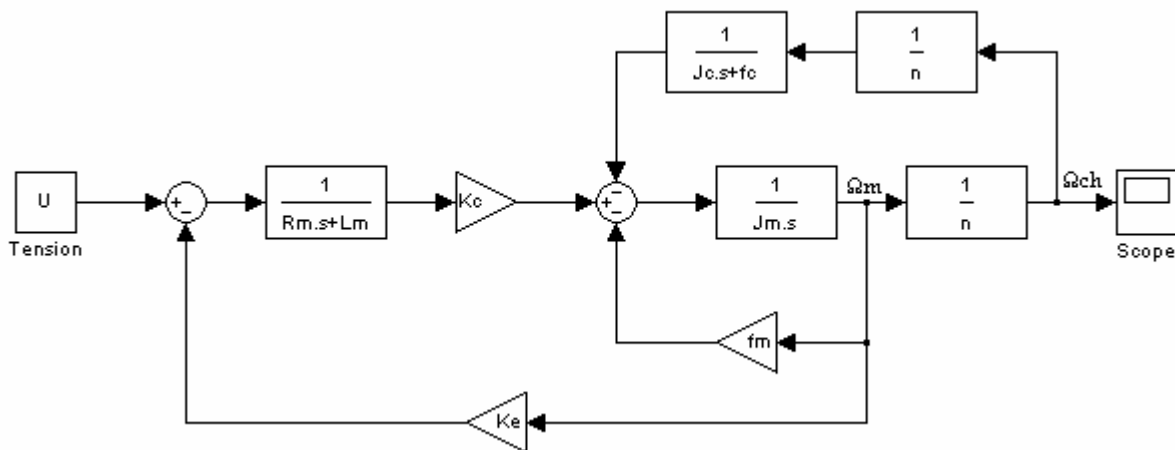 1
Jc.s+fc
1
n
U
Tension
+
-
1
Rm.s+Lm
Kc
+
-
-
1
Jm.s
Ωm
1
n
Ωch
Scope
fm
Ke